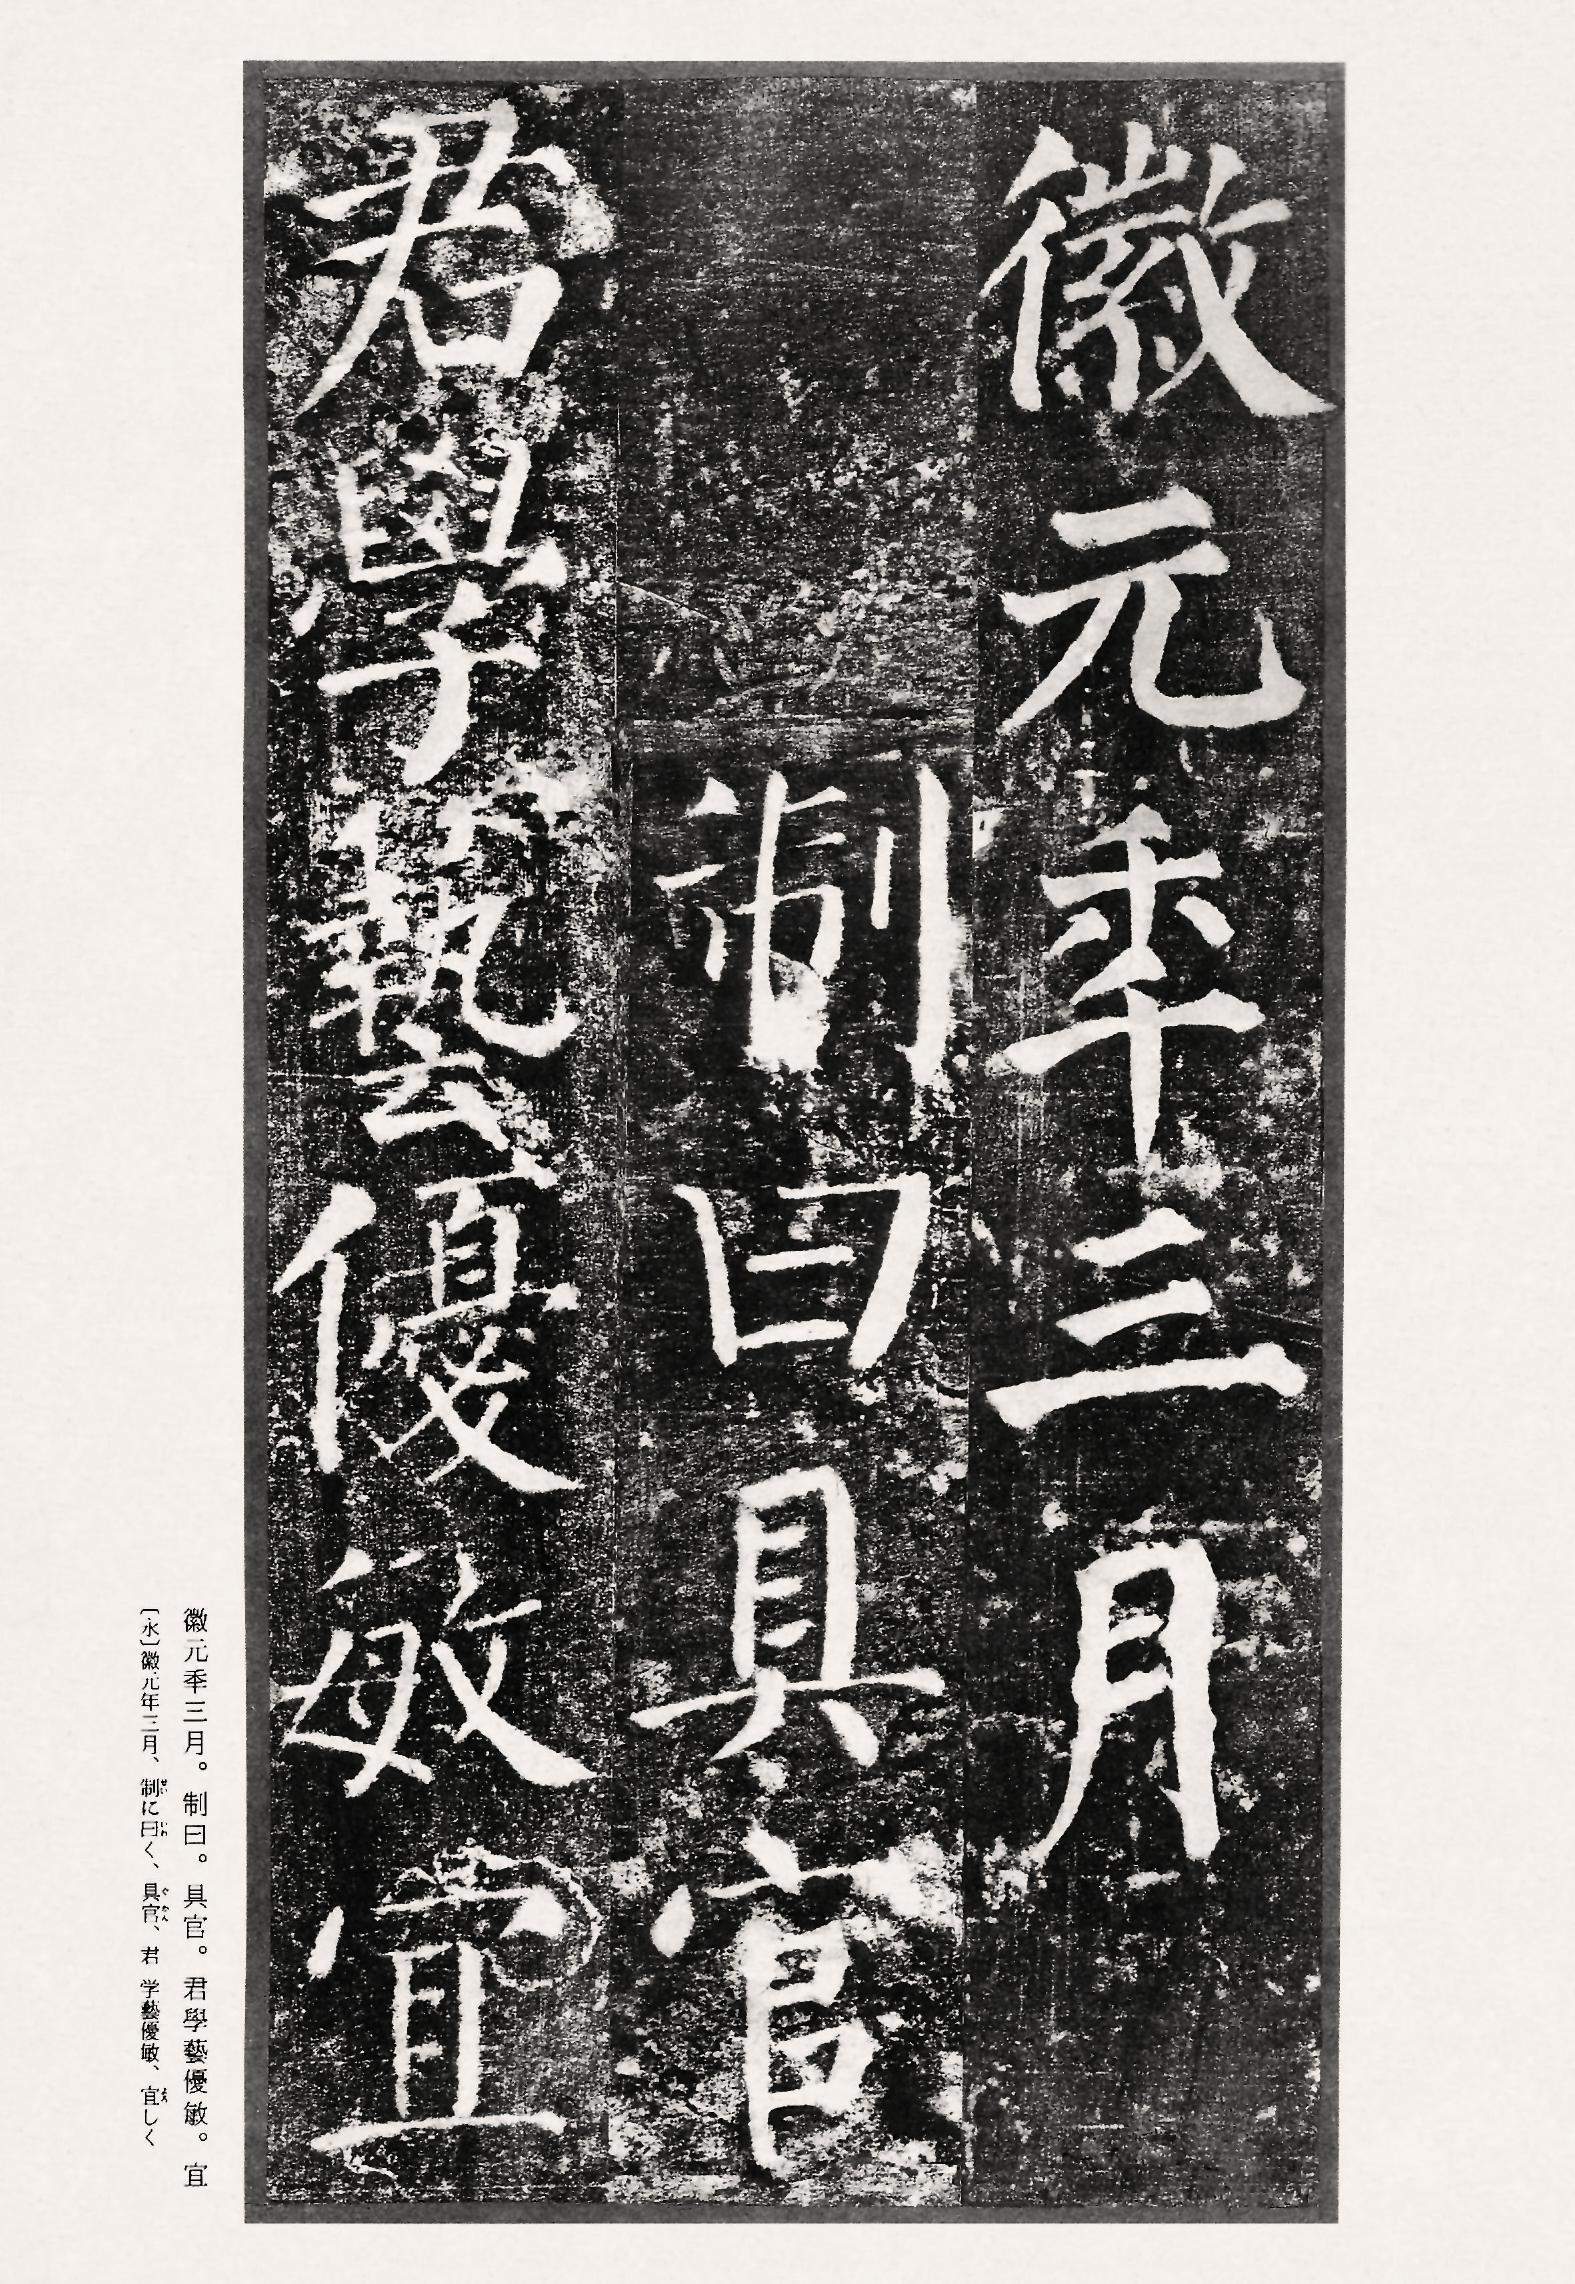 徽元秊三月
制曰具官
君學藝優敏宜
徽元秊三月。制曰。具官。君學藝優敏。宜
〔永〕徽元年三月、制に曰く、具官、君 学藝優敏、宜しく